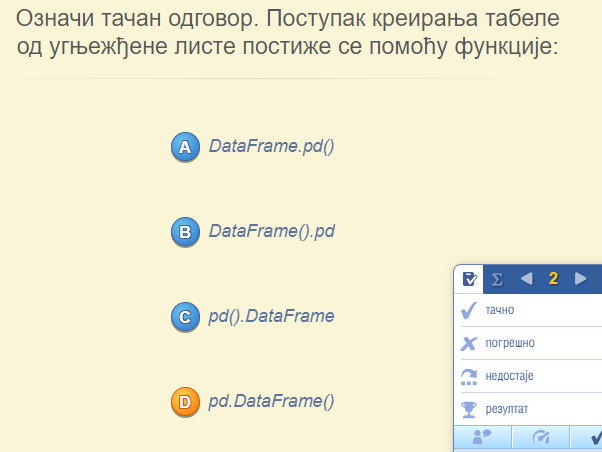 Означи тачан одговор. Поступак креирања табеле
од угњежђене листе постиже се помоћу функције:
A DataFrame.pd()
B DataFrame().pd
C pd().DataFrame
D pd.DataFrame()
Σ 2
тачно
погрешно
недостаје
резултат